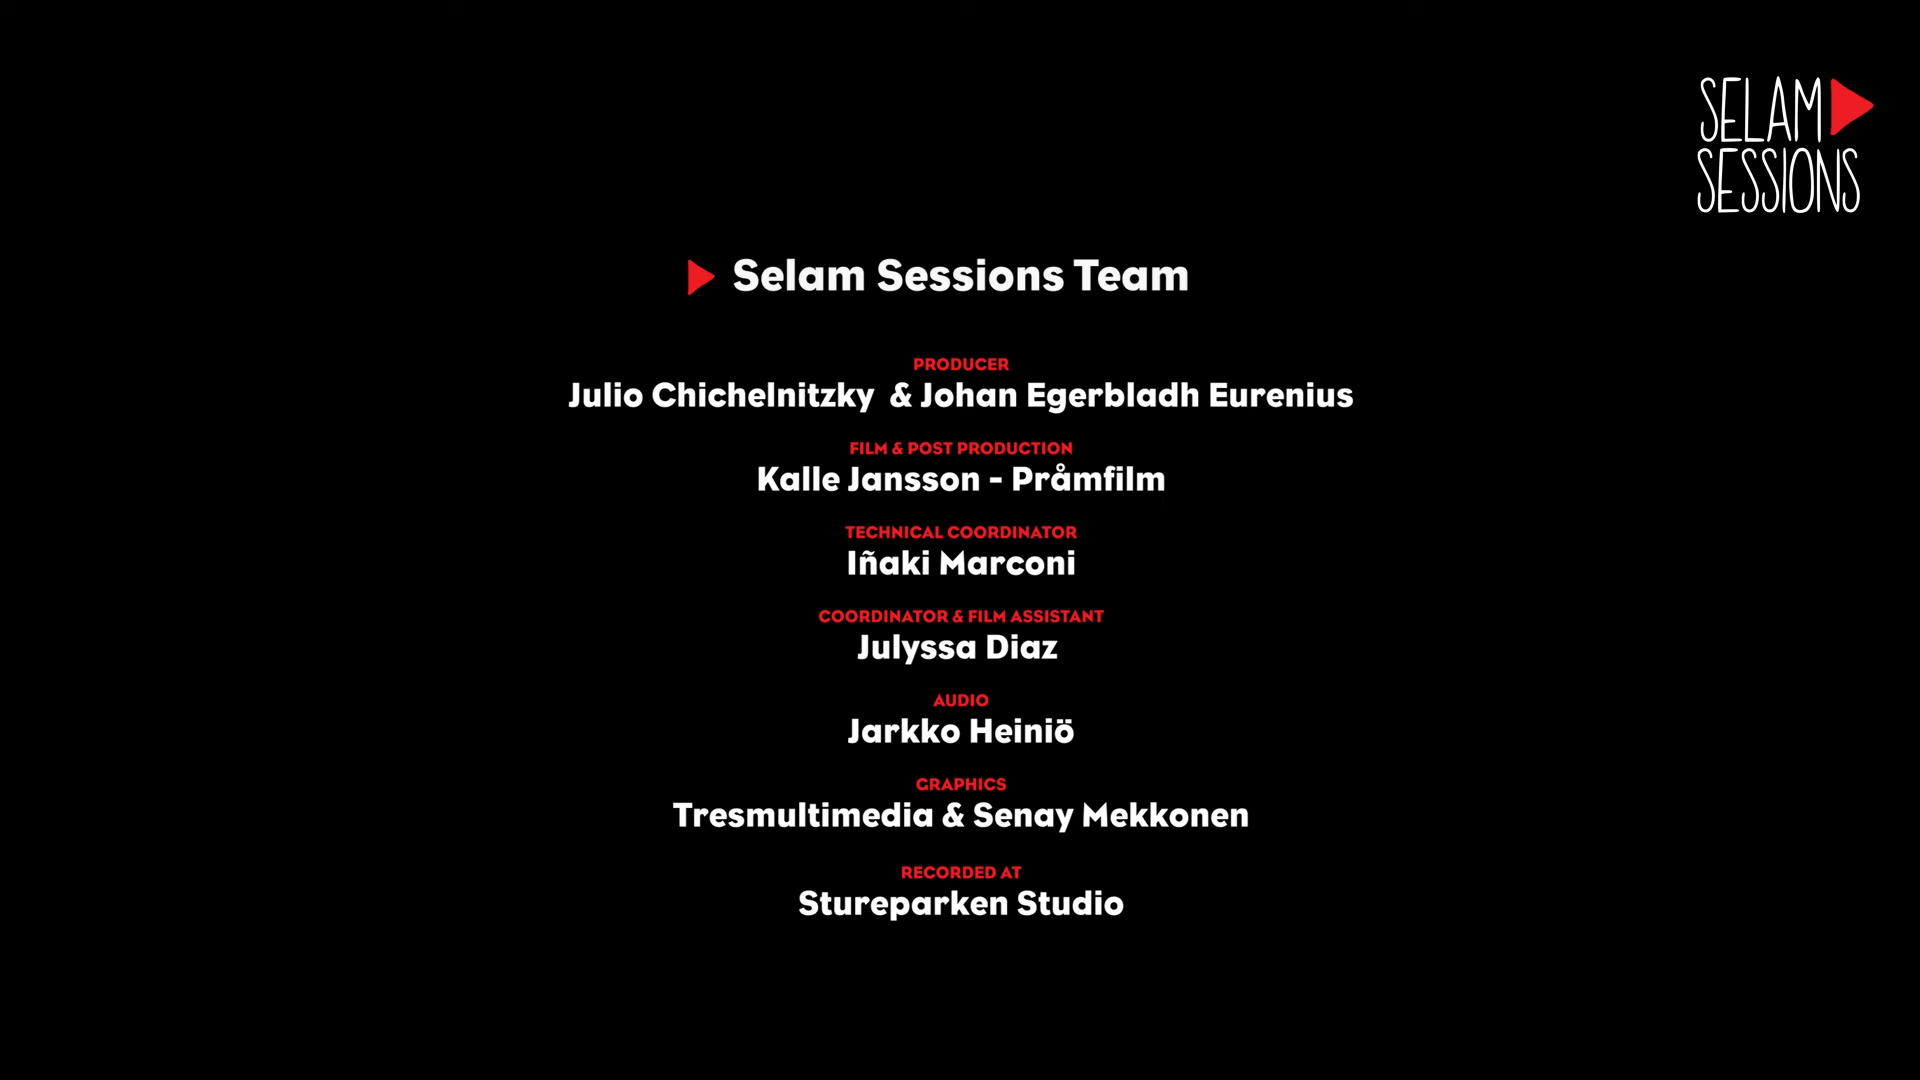 SELAM
SESSIONS
Selam Sessions Team
PRODUCER
Julio Chichelnitzky & Johan Egerbladh Eurenius
FILM & POST PRODUCTION
Kalle Jansson - Pråmfilm
TECHNICAL COORDINATOR
Iñaki Marconi
COORDINATOR & FILM ASSISTANT
Julyssa Diaz
AUDIO
Jarkko Heiniö
GRAPHICS
Tresmultimedia & Senay Mekkonen
RECORDED AT
Stureparken Studio